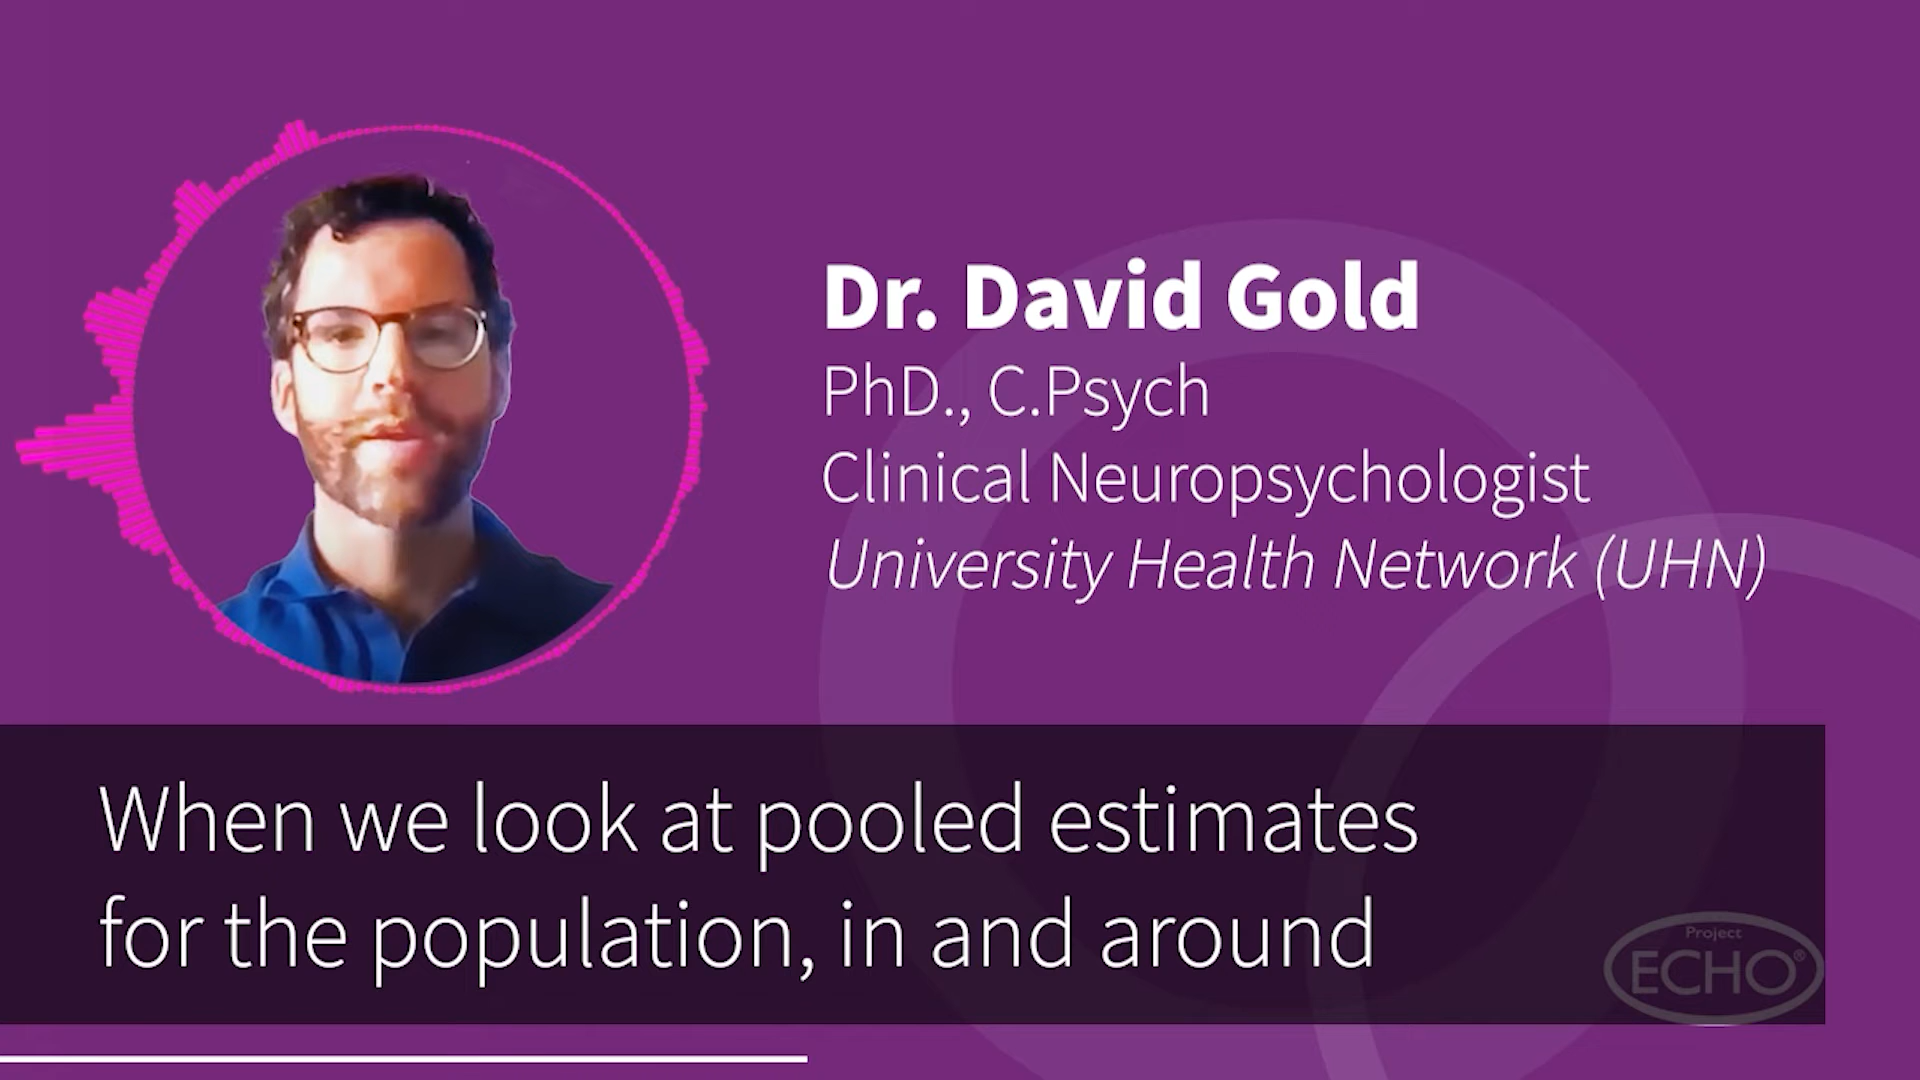 Dr. David Gold
PhD., C.Psych
Clinical Neuropsychologist
University Health Network (UHN)
When we look at pooled estimates
for the population, in and around
Project
ECHO®